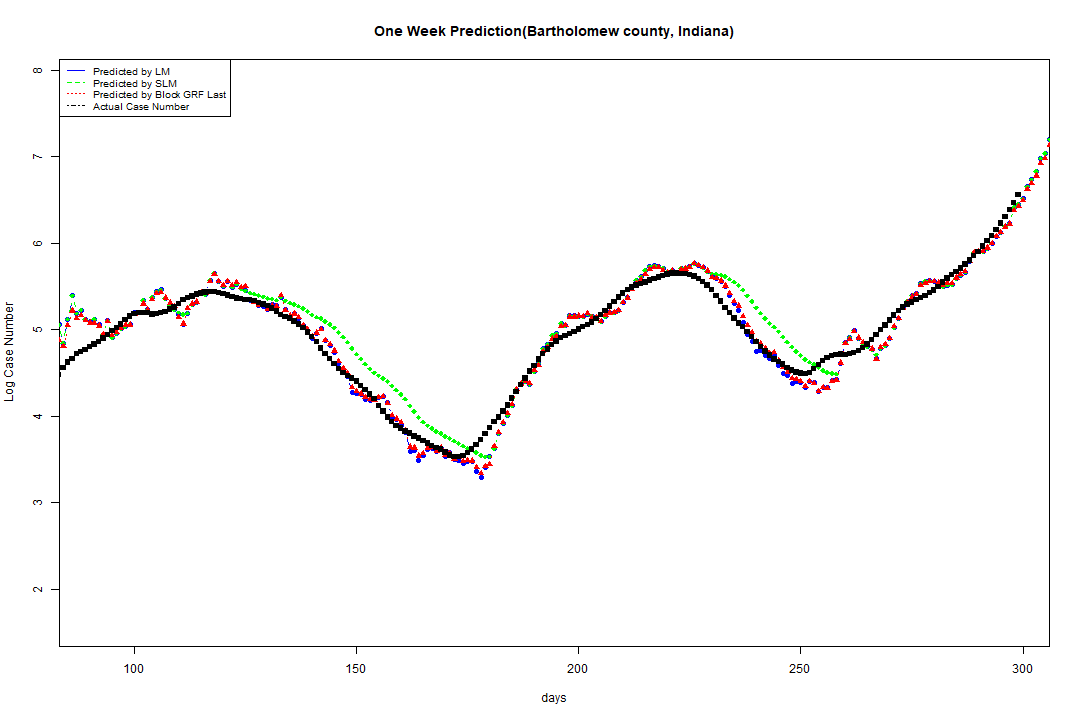 One Week Prediction(Bartholomew county, Indiana)
Predicted by LM
Predicted by SLM
Predicted by Block GRF Last
Actual Case Number
8
7
6
5
4
3
2
Log Case Number
100 150 200 250 300
days